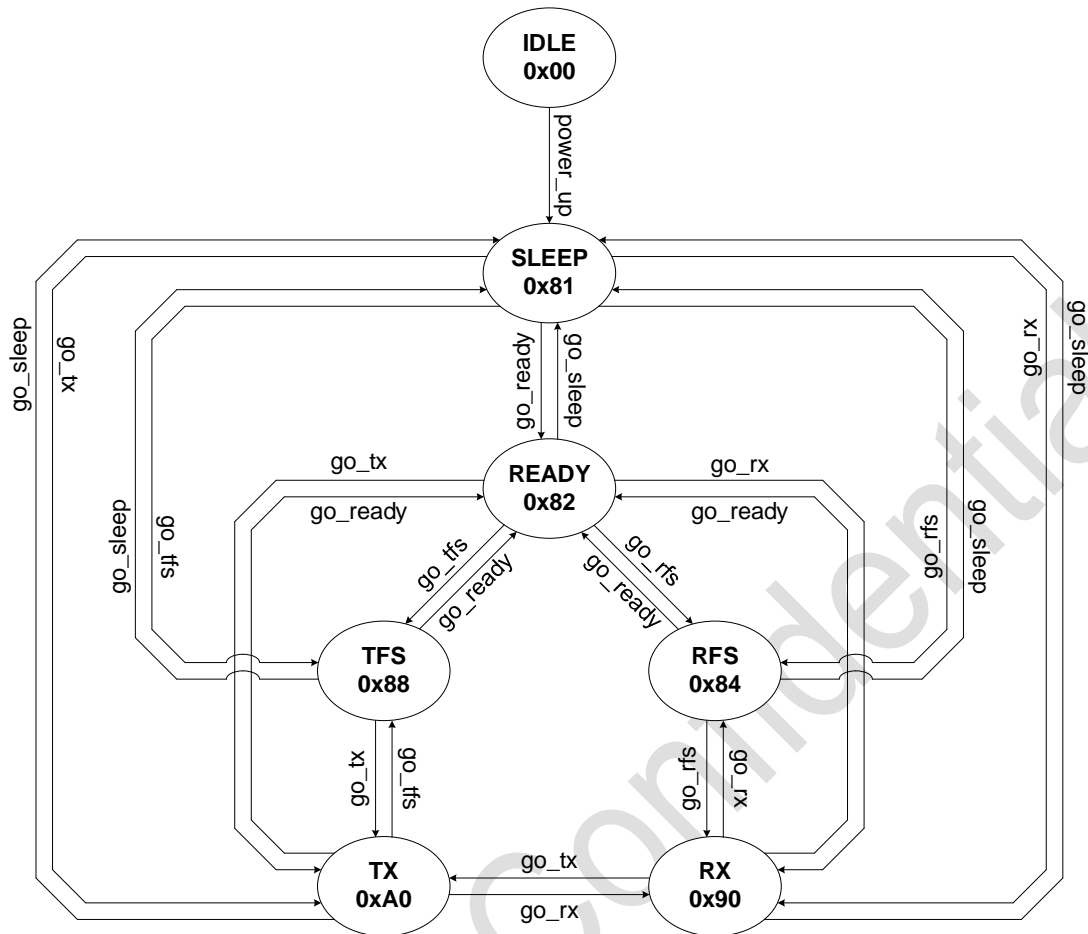 IDLE
0x00
power_up
SLEEP
0x81
go_sleep
go_tx
go_ready
go_sleep
go_rx
go_sleep
go_tx
READY
0x82
go_rx
go_ready
go_ready
go_sleep
go_tfs
go_rfs
go_sleep
go_tfs
go_ready
go_rfs
go_ready
TFS
0x88
RFS
0x84
go_tx
go_tfs
go_rfs
go_rx
TX
0xA0
go_tx
go_rx
RX
0x90
Confidential